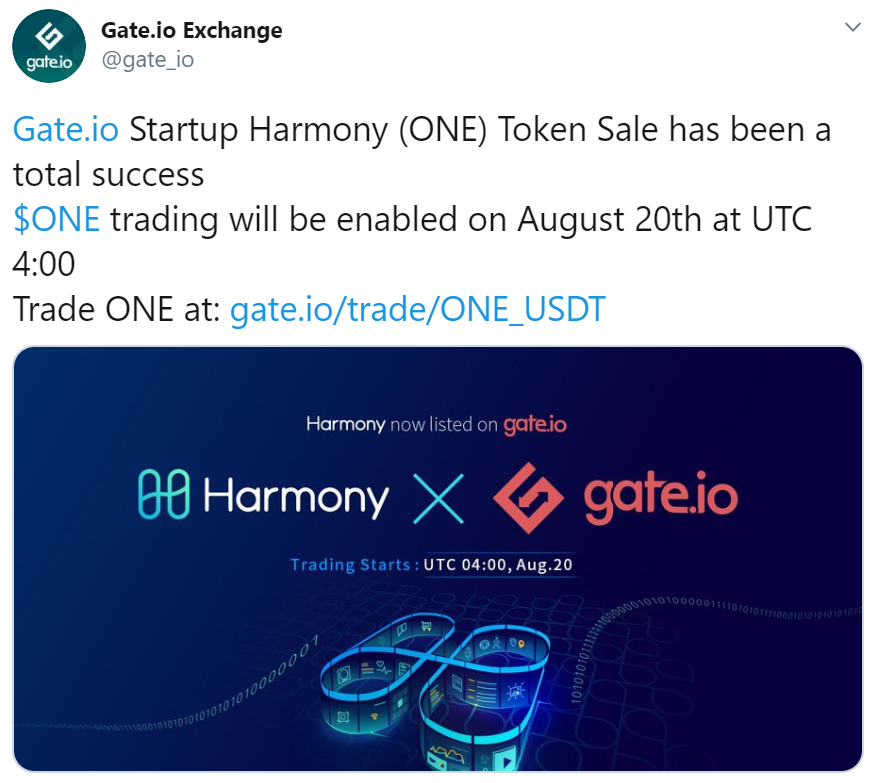 Gate.io Exchange
gate.io
@gate_io
Gate.io Startup Harmony (ONE) Token Sale has been a
total success
$ONE trading will be enabled on August 20th at UTC
4:00
Trade ONE at: gate.io/trade/ONE_USDT
Harmony now listed on gate.io
Harmony X gate.io
Trading Starts : UTC 04:00, Aug.20